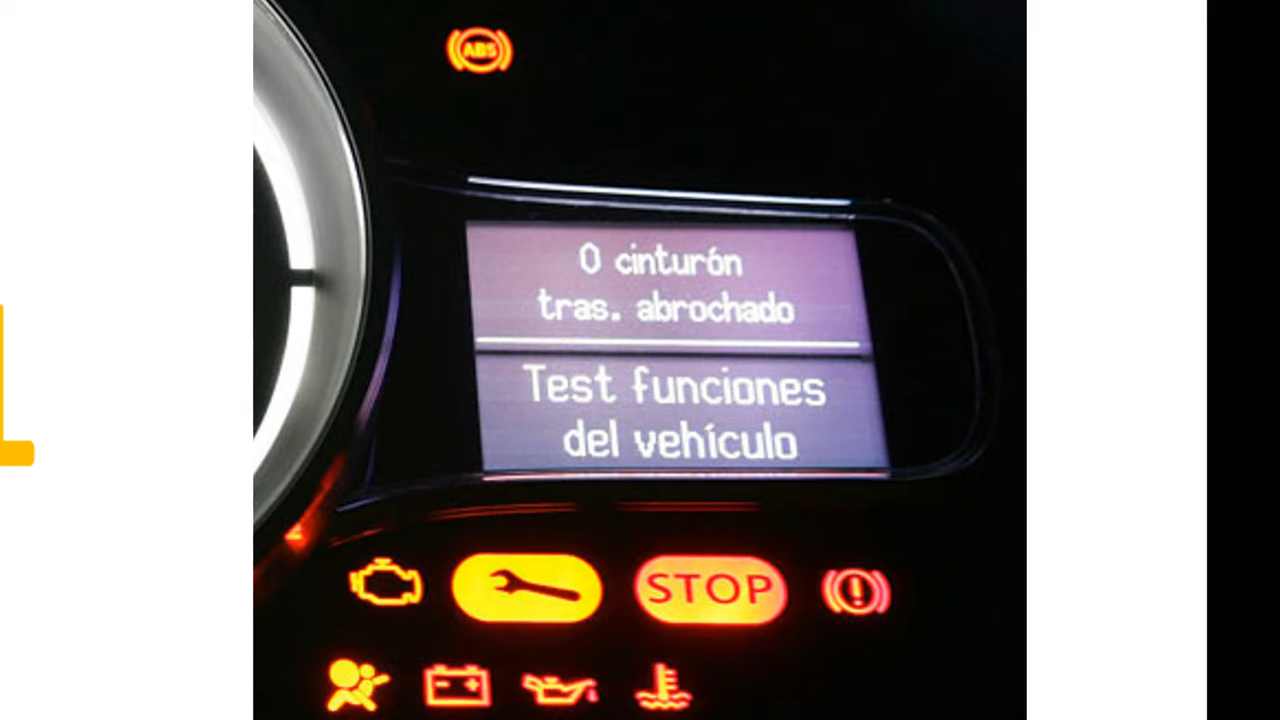 ABS
0 cinturón
tras. abrochado
Test funciones
del vehículo
STOP